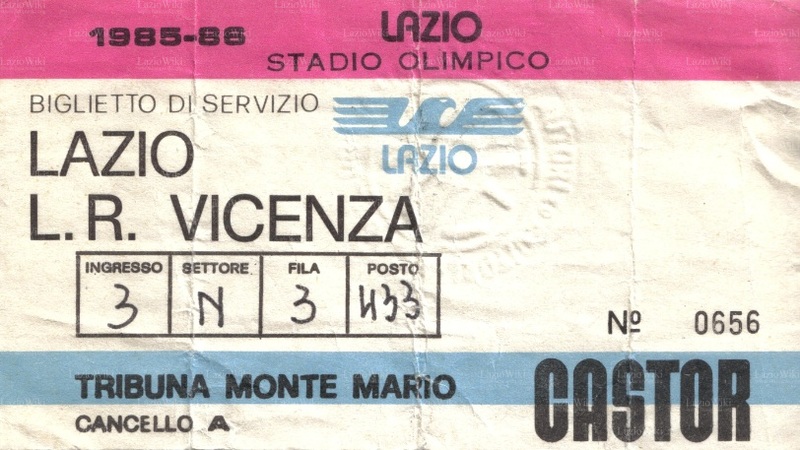 LAZIO
1985-86
STADIO OLIMPICO
BIGLIETTO DI SERVIZIO
LAZIO
LAZIO
L.R. VICENZA
INGRESSO SETTORE FILA POSTO
3 N 3 433
Nº 0656
TRIBUNA MONTE MARIO
CASTOR
CANCELLO A